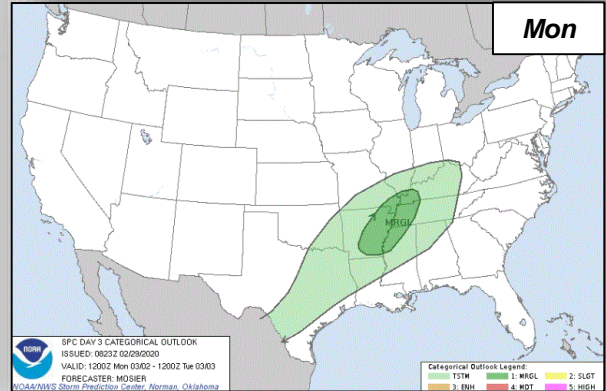 Mon
MRGL
NOAA
SPC DAY 3 CATEGORICAL OUTLOOK
ISSUED: 0823Z 02/29/2020
VALID: 1200Z Mon 03/02 - 1200Z Tue 03/03
FORECASTER: MOSIER
NOAA/NWS Storm Prediction Center, Norman, Oklahoma
Categorical Outlook Legend:
TSTM 1: MRGL 2: SLGT
3: ENH 4: MDT 5: HIGH